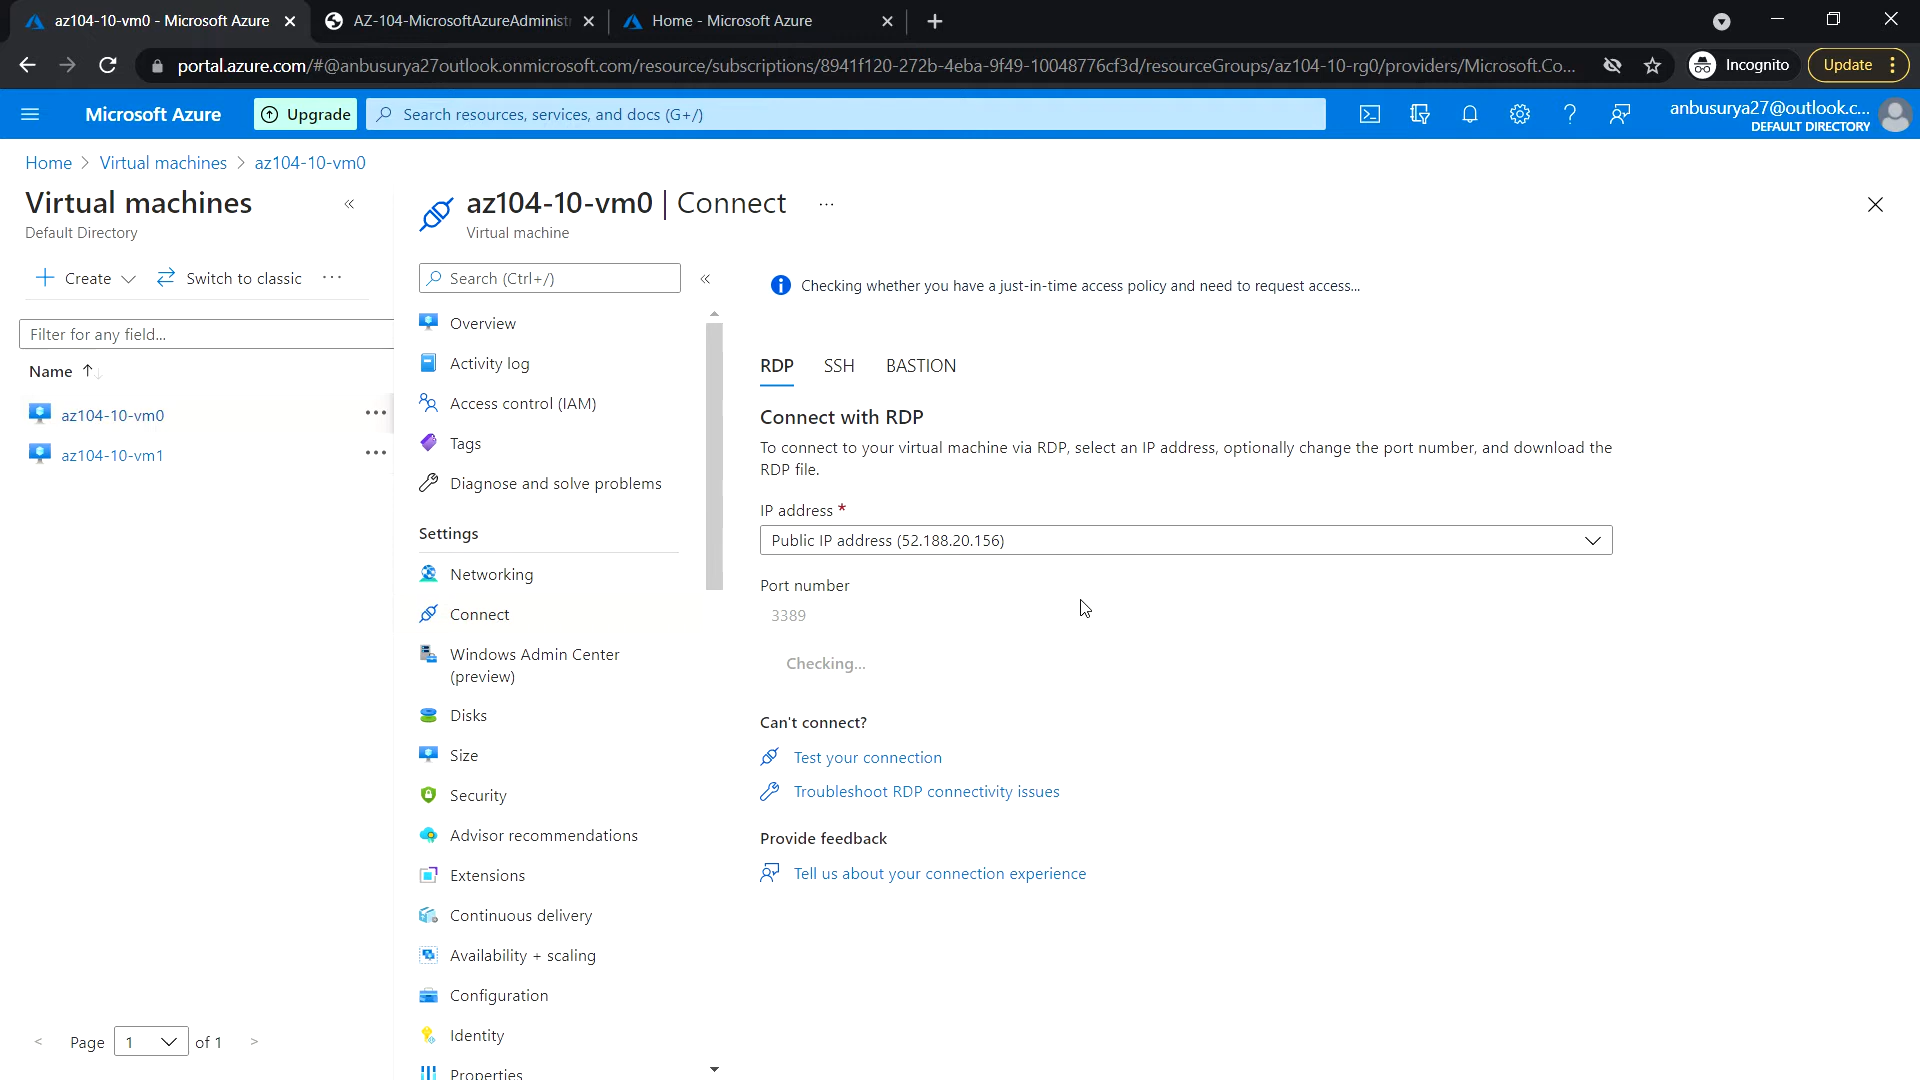 az104-10-vm0 - Microsoft Azure
AZ-104-MicrosoftAzureAdminist
Home - Microsoft Azure
portal.azure.com/#@anbusurya27outlook.onmicrosoft.com/resource/subscriptions/8941f120-272b-4eba-9f49-10048776cf3d/resourceGroups/az104-10-rg0/providers/Microsoft.Co...
Incognito
Update
Microsoft Azure
Upgrade
Search resources, services, and docs (G+/)
anbusurya27@outlook.c...
DEFAULT DIRECTORY
Home > Virtual machines > az104-10-vm0
Virtual machines
Default Directory
Create
Switch to classic
Filter for any field...
Name
az104-10-vm0
az104-10-vm1
Page 1 of 1
az104-10-vm0 | Connect
Virtual machine
Search (Ctrl+/)
Overview
Activity log
Access control (IAM)
Tags
Diagnose and solve problems
Settings
Networking
Connect
Windows Admin Center
(preview)
Disks
Size
Security
Advisor recommendations
Extensions
Continuous delivery
Availability + scaling
Configuration
Identity
Properties
Checking whether you have a just-in-time access policy and need to request access...
RDP SSH BASTION
Connect with RDP
To connect to your virtual machine via RDP, select an IP address, optionally change the port number, and download the
RDP file.
IP address *
Public IP address (52.188.20.156)
Port number
3389
Checking...
Can't connect?
Test your connection
Troubleshoot RDP connectivity issues
Provide feedback
Tell us about your connection experience